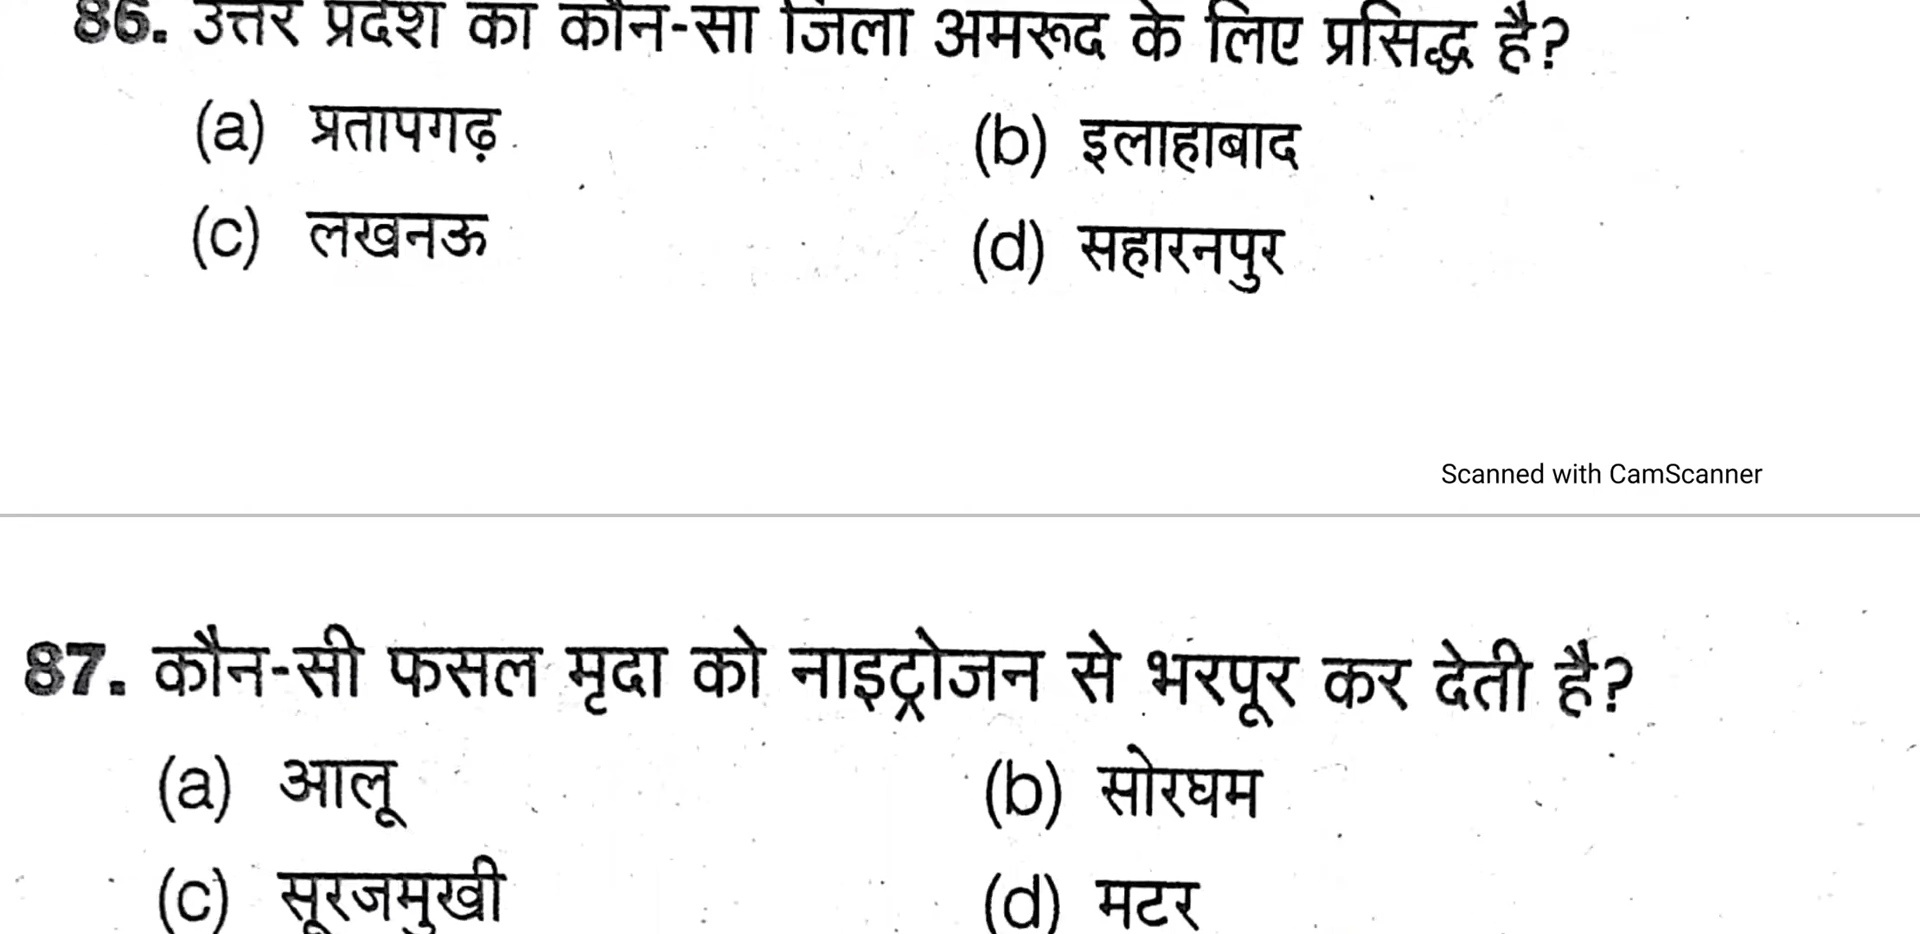 86. उत्तर प्रदेश का कौन-सा जिला अमरूद के लिए प्रसिद्ध है?
(a) प्रतापगढ़ (b) इलाहाबाद
(c) लखनऊ (d) सहारनपुर
Scanned with CamScanner
87. कौन-सी फसल मृदा को नाइट्रोजन से भरपूर कर देती है?
(a) आलू (b) सोरघम
(c) सूरजमुखी (d) मटर